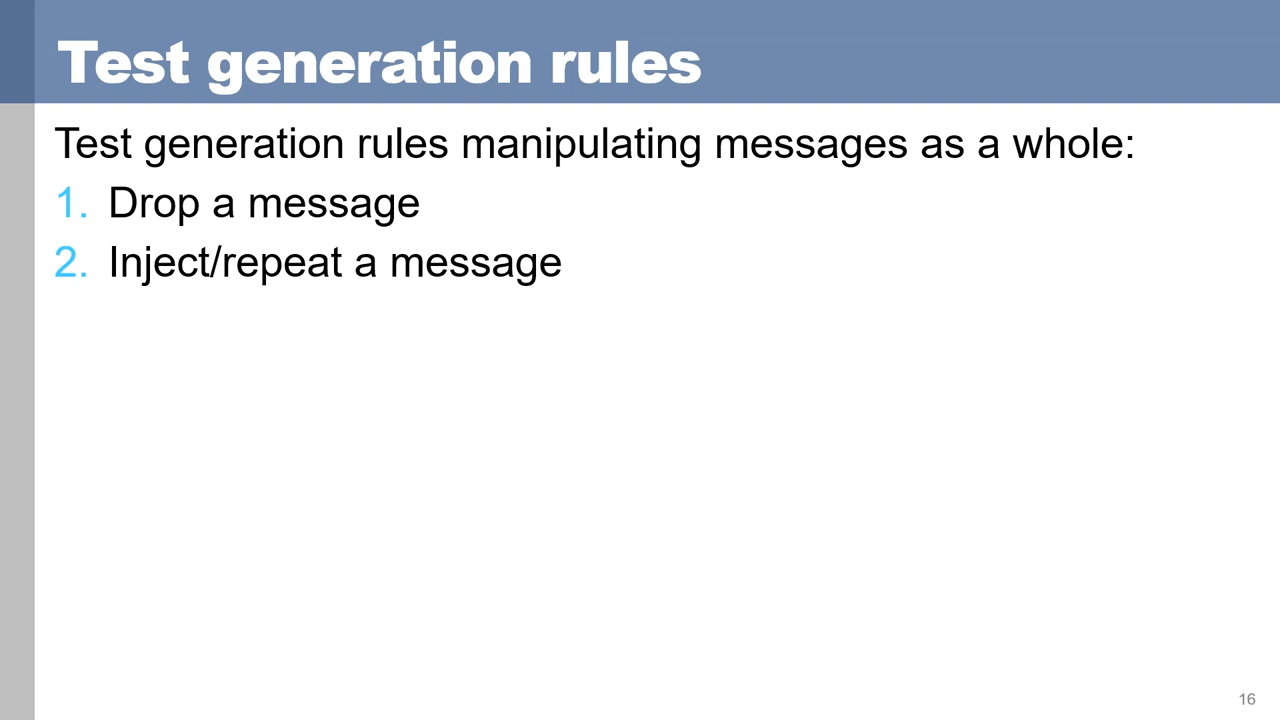 Test generation rules
Test generation rules manipulating messages as a whole:
1. Drop a message
2. Inject/repeat a message
16